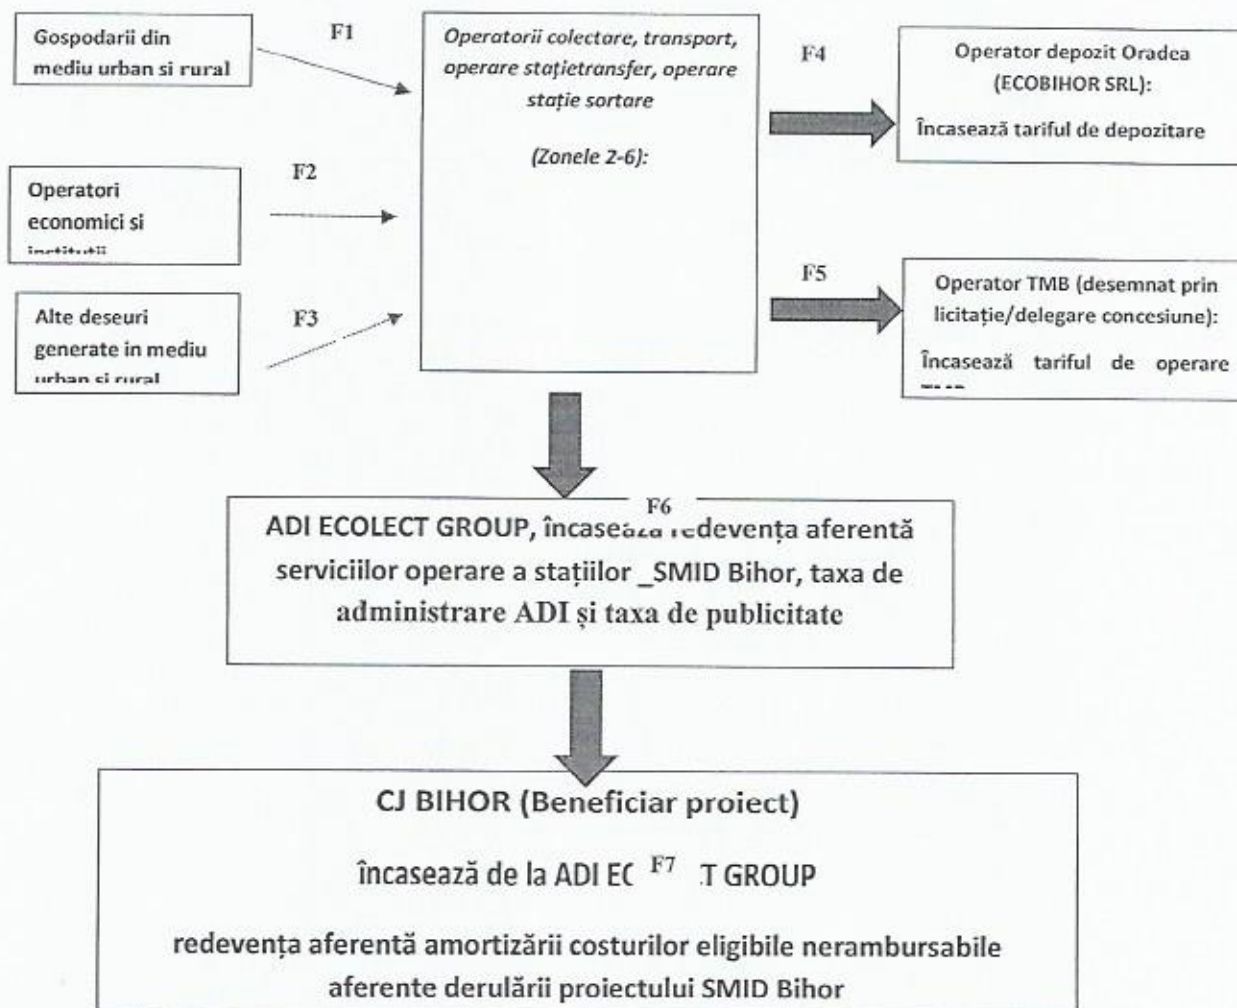 Gospodarii din
mediu urban si rural
F1
Operatorii colectare, transport,
operare stațietransfer, operare
stație sortare
(Zonele 2-6):
F4
Operator depozit Oradea
(ECOBIHOR SRL):
Încasează tariful de depozitare
Operatori
economici si
F2
Alte deseuri
generate in mediu
urban si rural
F3
F5
Operator TMB (desemnat prin
licitație/delegare concesiune):
Încasează tariful de operare
F6
ADI ECOLECT GROUP, încasează redevența aferentă
serviciilor operare a stațiilor _SMID Bihor, taxa de
administrare ADI și taxa de publicitate
CJ BIHOR (Beneficiar proiect)
încasează de la ADI EC F7 .T GROUP
redevența aferentă amortizării costurilor eligibile nerambursabile
aferente derulării proiectului SMID Bihor